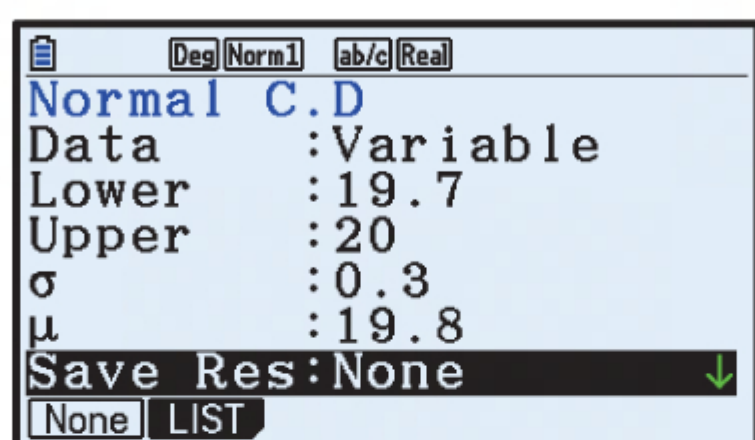 Deg Norm1 ab/c Real
Normal C.D
Data :Variable
Lower :19.7
Upper :20
σ :0.3
μ :19.8
Save Res:None
None LIST